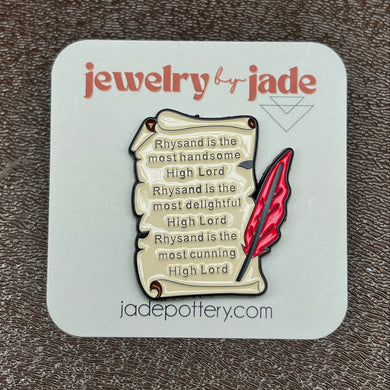 jewelry by jade
Rhysand is the
most handsome
High Lord
Rhysand is the
most delightful
High Lord
Rhysand is the
most cunning
High Lord
jadepottery.com